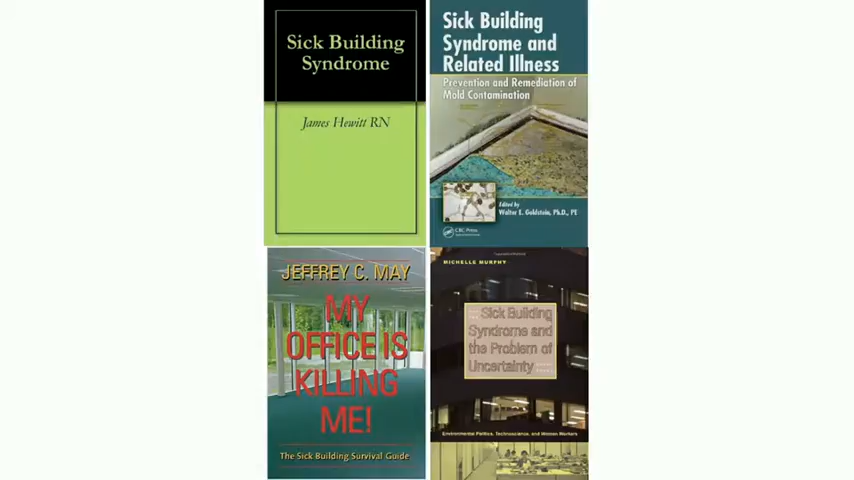 Sick Building
Syndrome
James Hewitt RN
Sick Building
Syndrome and
Related Illness
Prevention and Remediation of
Mold Contamination
Edited by
Walter E. Goldstein, Ph.D., PE
CRC Press
JEFFREY C. MAY
MY
OFFICE IS
KILLING
ME!
The Sick Building Survival Guide
MICHELLE MURPHY
Sick Building
Syndrome and
the Problem of
Uncertainty
Environmental Politics, Technoscience, and Women Workers